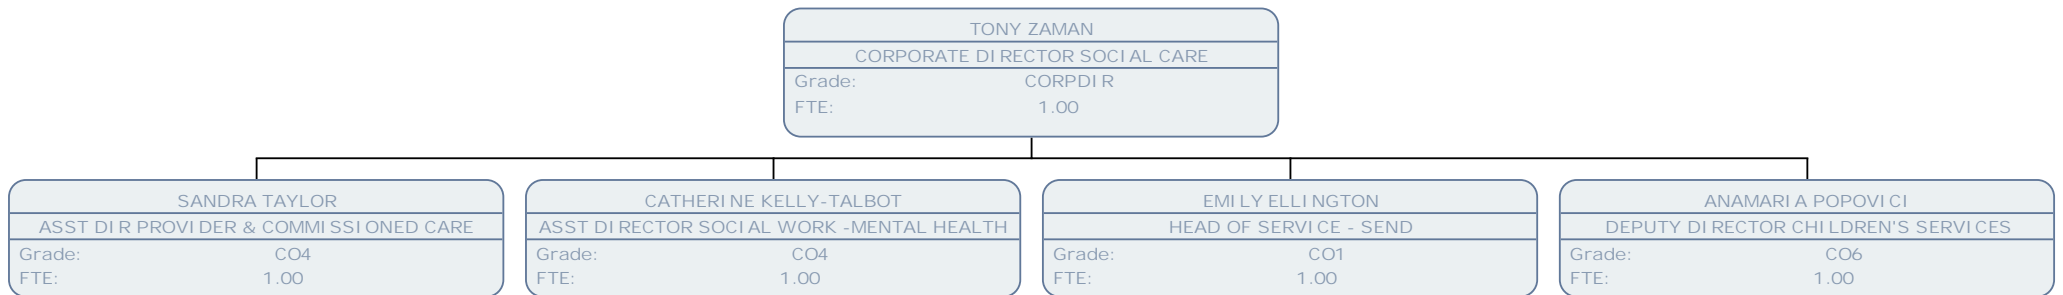 TONY ZAMAN
CORPORATE DIRECTOR SOCIAL CARE
Grade: CORPDIR
FTE: 1.00
SANDRA TAYLOR
ASST DIR PROVIDER & COMMISSIONED CARE
Grade: CO4
FTE: 1.00
CATHERINE KELLY-TALBOT
ASST DIRECTOR SOCIAL WORK -MENTAL HEALTH
Grade: CO4
FTE: 1.00
EMILY ELLINGTON
HEAD OF SERVICE - SEND
Grade: CO1
FTE: 1.00
ANAMARIA POPOVICI
DEPUTY DIRECTOR CHILDREN'S SERVICES
Grade: CO6
FTE: 1.00